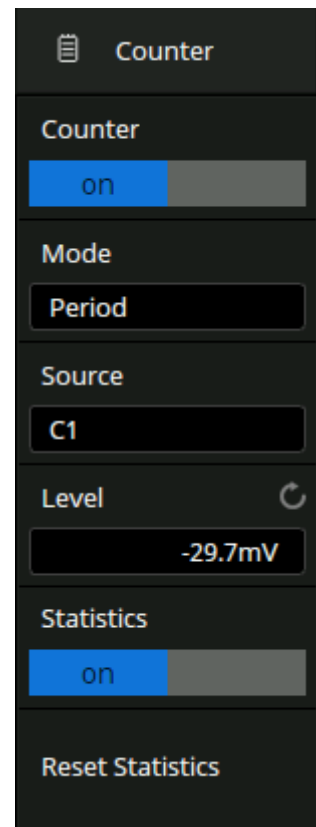 Counter
Counter
on
Mode
Period
Source
C1
Level
-29.7mV
Statistics
on
Reset Statistics